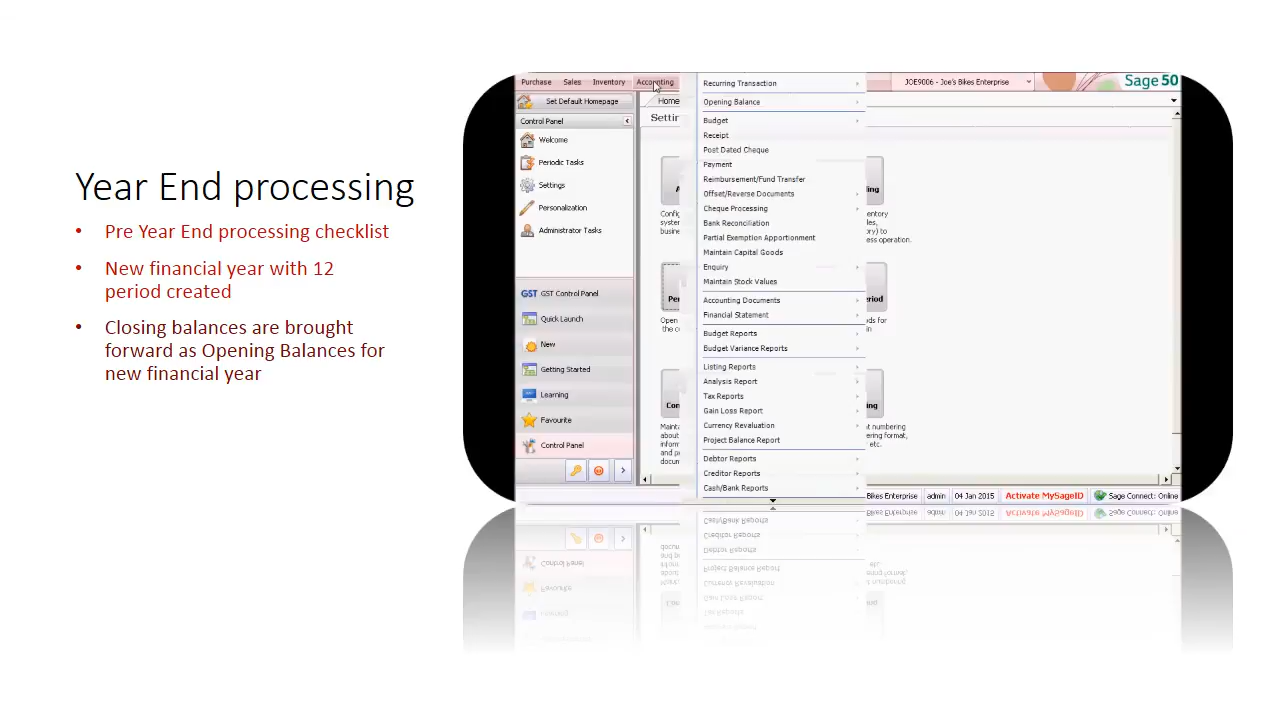 Year End processing
• Pre Year End processing checklist
• New financial year with 12
period created
• Closing balances are brought
forward as Opening Balances for
new financial year
Purchase Sales Inventory Accounting
JOE9006 - Joe's Bikes Enterprise
Sage 50
Set Default Homepage
Home
Control Panel
Settin
Welcome
Periodic Tasks
Settings
Personalization
Administrator Tasks
GST GST Control Panel
Quick Launch
New
Getting Started
Learning
Favourite
Control Panel
Recurring Transaction
Opening Balance
Budget
Receipt
Post Dated Cheque
Payment
Reimbursement/Fund Transfer
Offset/Reverse Documents
Cheque Processing
Bank Reconciliation
Partial Exemption Apportionment
Maintain Capital Goods
Enquiry
Maintain Stock Values
Accounting Documents
Financial Statement
Budget Reports
Budget Variance Reports
Listing Reports
Analysis Report
Tax Reports
Gain Loss Report
Currency Revaluation
Project Balance Report
Debtor Reports
Creditor Reports
Cash/Bank Reports
Bikes Enterprise admin 04 Jan 2015 Activate MySageID Sage Connect: Online